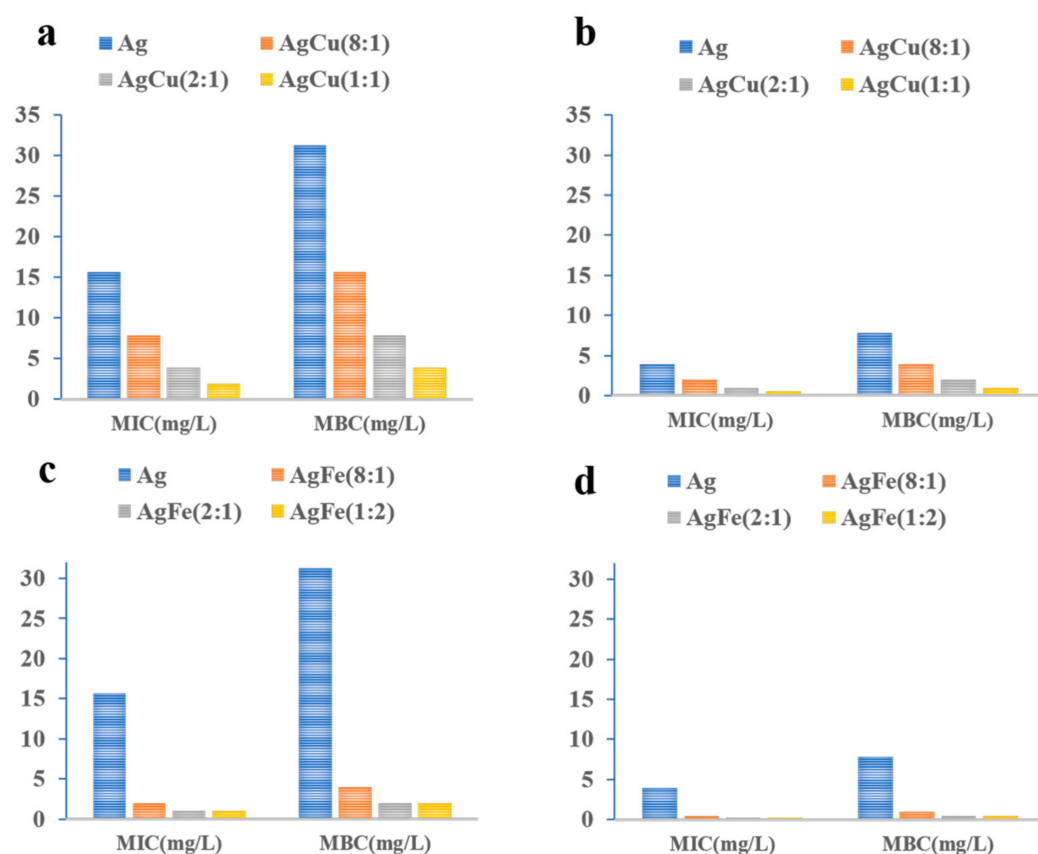 a
Ag AgCu(8:1)
AgCu(2:1) AgCu(1:1)
35
30
25
20
15
10
5
0
MIC(mg/L) MBC(mg/L)
b
Ag AgCu(8:1)
AgCu(2:1) AgCu(1:1)
35
30
25
20
15
10
5
0
MIC(mg/L) MBC(mg/L)
c
Ag AgFe(8:1)
AgFe(2:1) AgFe(1:2)
30
25
20
15
10
5
0
MIC(mg/L) MBC(mg/L)
d
Ag AgFe(8:1)
AgFe(2:1) AgFe(1:2)
30
25
20
15
10
5
0
MIC(mg/L) MBC(mg/L)